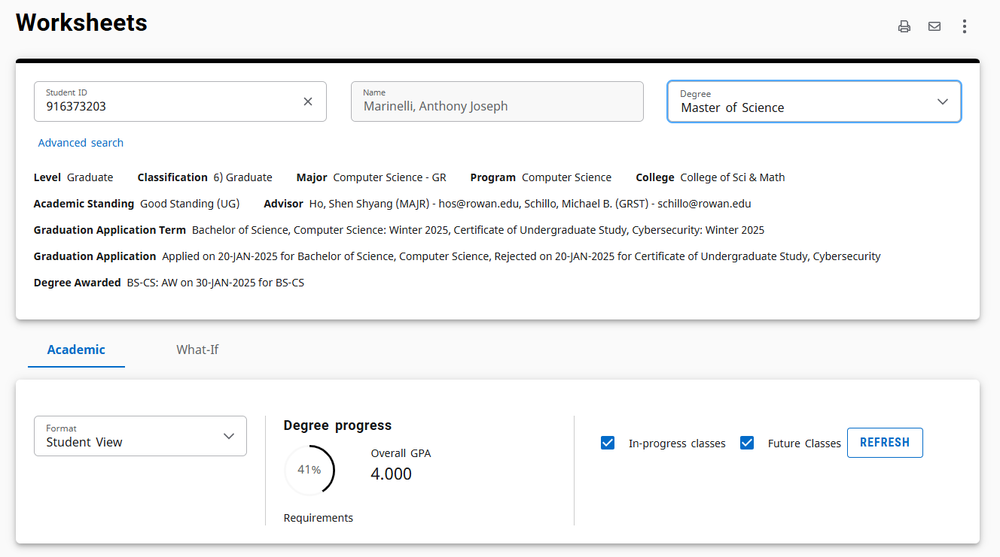 Worksheets
Student ID
916373203
Name
Marinelli, Anthony Joseph
Degree
Master of Science
Advanced search
Level Graduate Classification 6) Graduate Major Computer Science - GR Program Computer Science College College of Sci & Math
Academic Standing Good Standing (UG) Advisor Ho, Shen Shyang (MAJR) - hos@rowan.edu, Schillo, Michael B. (GRST) - schillo@rowan.edu
Graduation Application Term Bachelor of Science, Computer Science: Winter 2025, Certificate of Undergraduate Study, Cybersecurity: Winter 2025
Graduation Application Applied on 20-JAN-2025 for Bachelor of Science, Computer Science, Rejected on 20-JAN-2025 for Certificate of Undergraduate Study, Cybersecurity
Degree Awarded BS-CS: AW on 30-JAN-2025 for BS-CS
Academic What-If
Format
Student View
Degree progress
41%
Overall GPA
4.000
Requirements
In-progress classes Future Classes REFRESH